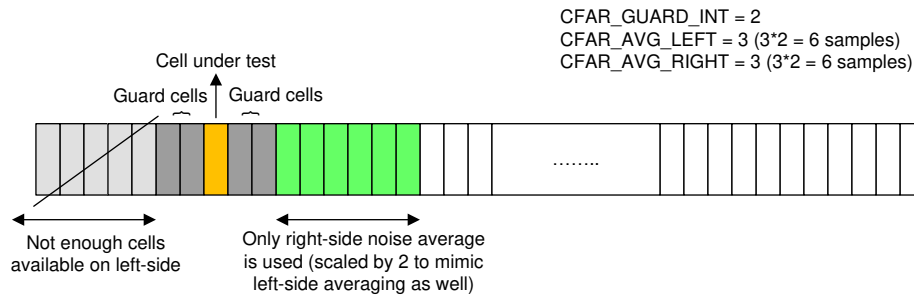 CFAR_GUARD_INT = 2
CFAR_AVG_LEFT = 3 (3*2 = 6 samples)
CFAR_AVG_RIGHT = 3 (3*2 = 6 samples)
Cell under test
Guard cells
Guard cells
……..
Not enough cells
available on left-side
Only right-side noise average
is used (scaled by 2 to mimic
left-side averaging as well)